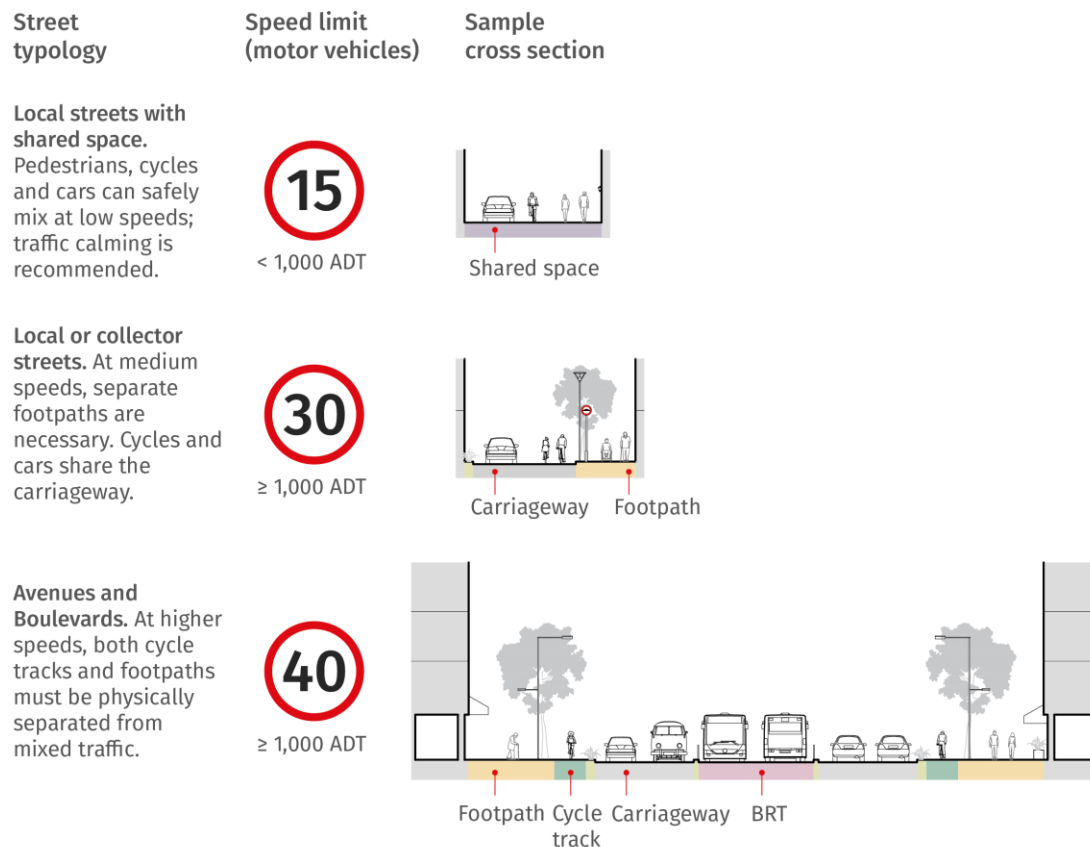 Street
typology
Speed limit
(motor vehicles)
Sample
cross section
Local streets with
shared space.
Pedestrians, cycles
and cars can safely
mix at low speeds;
traffic calming is
recommended.
15
< 1,000 ADT
Shared space
Local or collector
streets. At medium
speeds, separate
footpaths are
necessary. Cycles and
cars share the
carriageway.
30
≥ 1,000 ADT
Carriageway
Footpath
Avenues and
Boulevards. At higher
speeds, both cycle
tracks and footpaths
must be physically
separated from
mixed traffic.
40
≥ 1,000 ADT
Footpath
Cycle
track
Carriageway
BRT